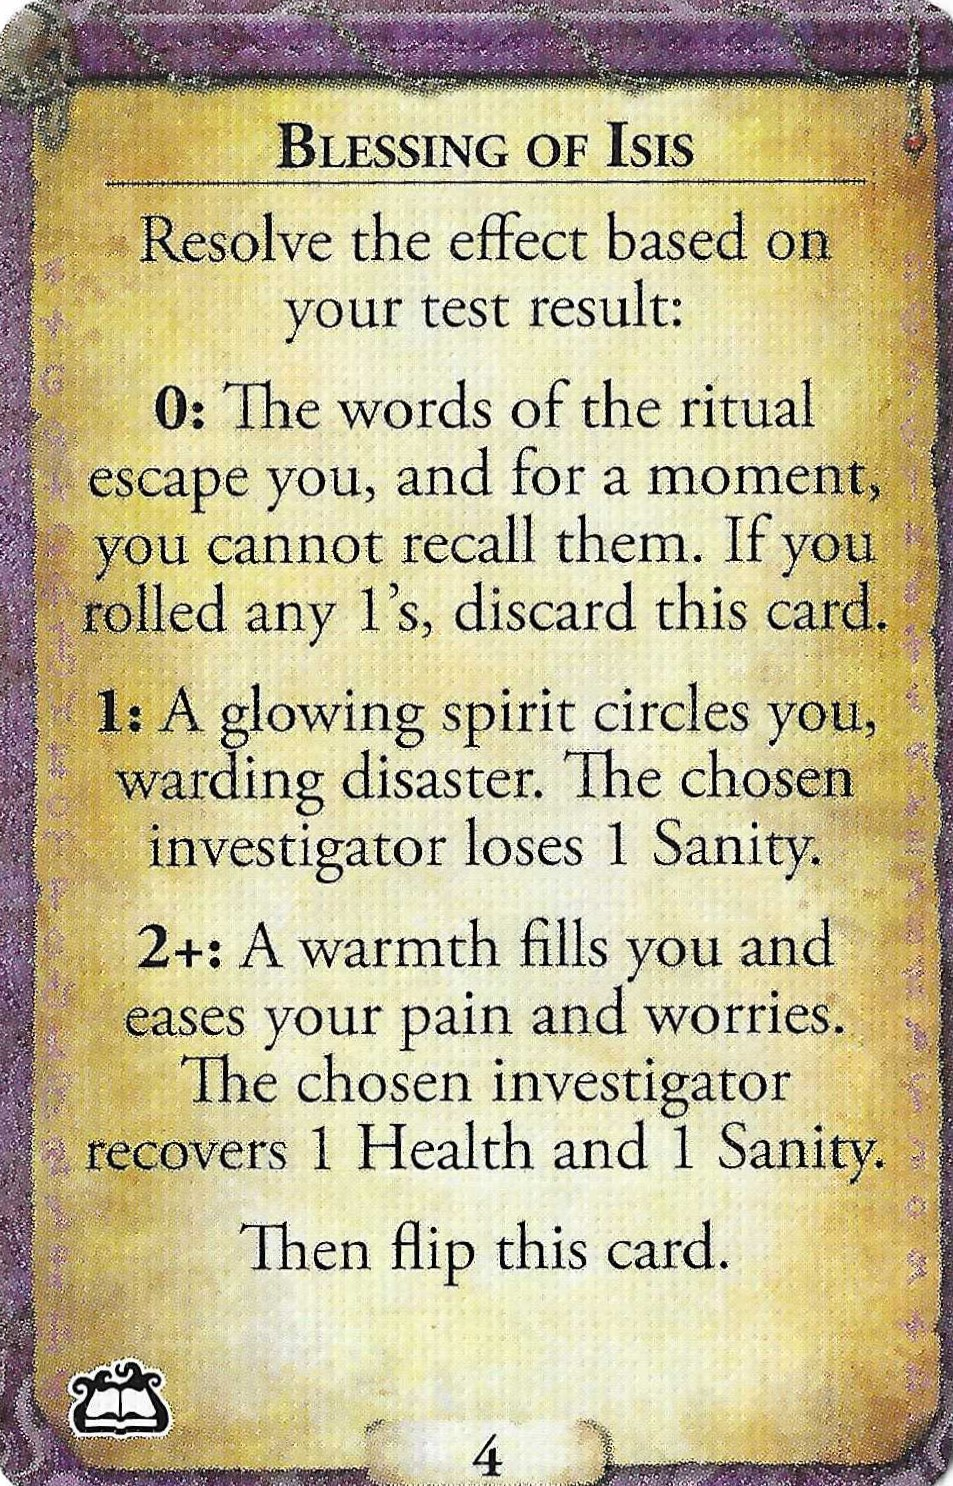 Blessing of Isis
Resolve the effect based on
your test result:
0: The words of the ritual
escape you, and for a moment,
you cannot recall them. If you
rolled any 1's, discard this card.
1: A glowing spirit circles you,
warding disaster. The chosen
investigator loses 1 Sanity.
2+: A warmth fills you and
eases your pain and worries.
The chosen investigator
recovers 1 Health and 1 Sanity.
Then flip this card.
4